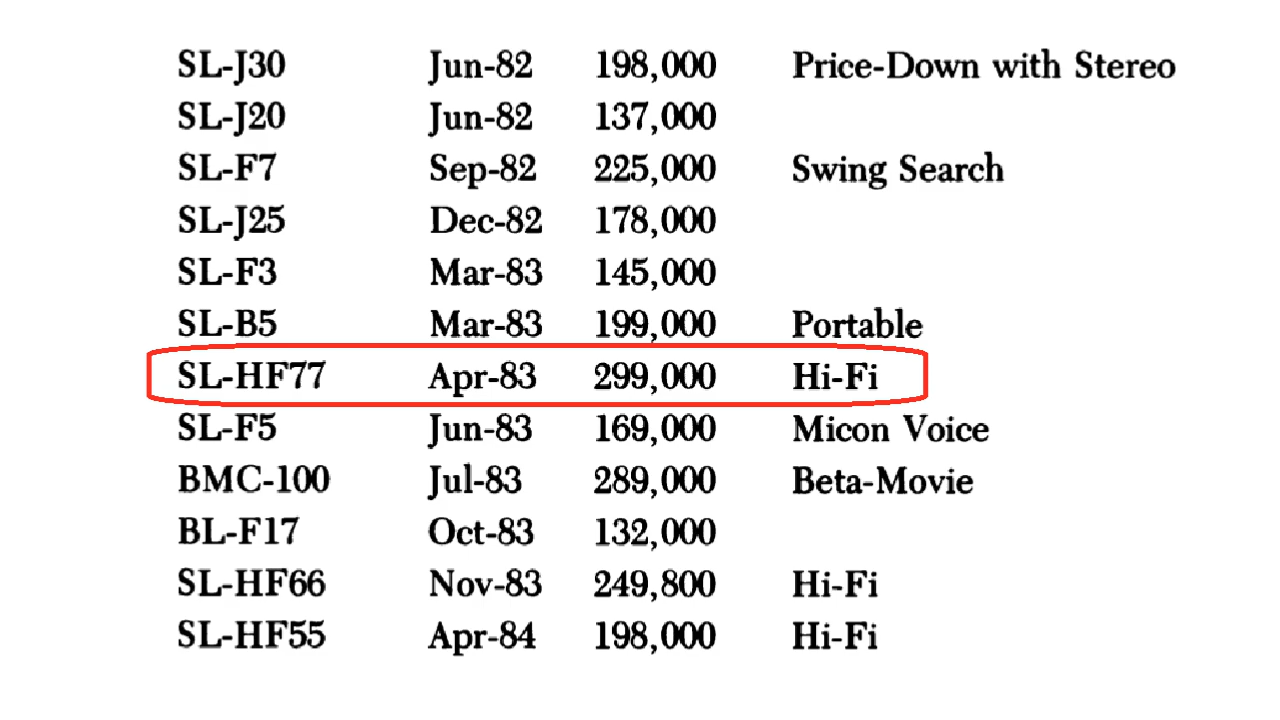 SL-J30 Jun-82 198,000 Price-Down with Stereo
SL-J20 Jun-82 137,000
SL-F7 Sep-82 225,000 Swing Search
SL-J25 Dec-82 178,000
SL-F3 Mar-83 145,000
SL-B5 Mar-83 199,000 Portable
SL-HF77 Apr-83 299,000 Hi-Fi
SL-F5 Jun-83 169,000 Micon Voice
BMC-100 Jul-83 289,000 Beta-Movie
BL-F17 Oct-83 132,000
SL-HF66 Nov-83 249,800 Hi-Fi
SL-HF55 Apr-84 198,000 Hi-Fi